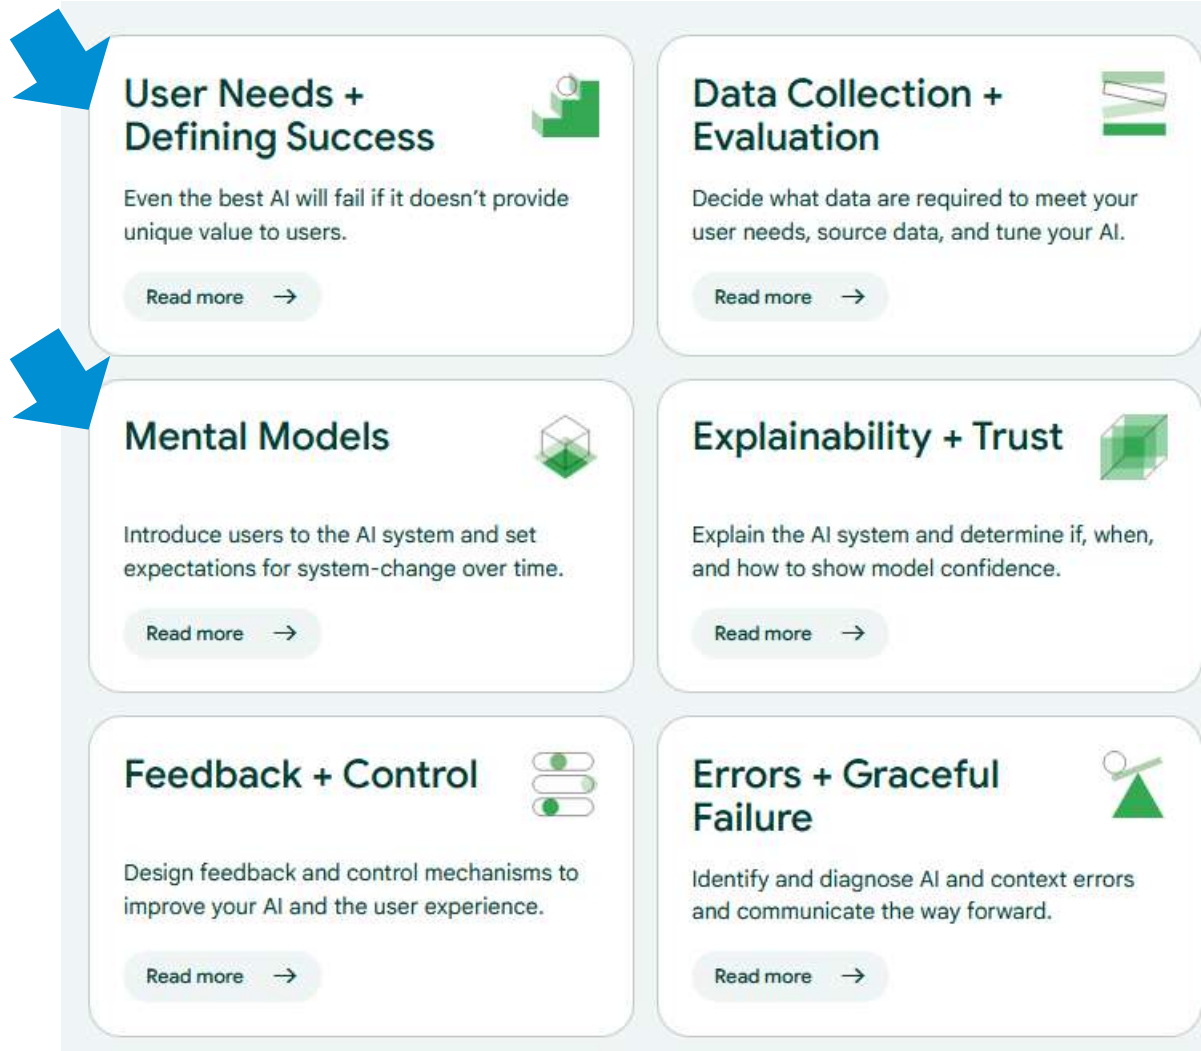 User Needs +
Defining Success
Even the best AI will fail if it doesn’t provide
unique value to users.
Read more
Data Collection +
Evaluation
Decide what data are required to meet your
user needs, source data, and tune your AI.
Read more
Mental Models
Introduce users to the AI system and set
expectations for system-change over time.
Read more
Explainability + Trust
Explain the AI system and determine if, when,
and how to show model confidence.
Read more
Feedback + Control
Design feedback and control mechanisms to
improve your AI and the user experience.
Read more
Errors + Graceful
Failure
Identify and diagnose AI and context errors
and communicate the way forward.
Read more